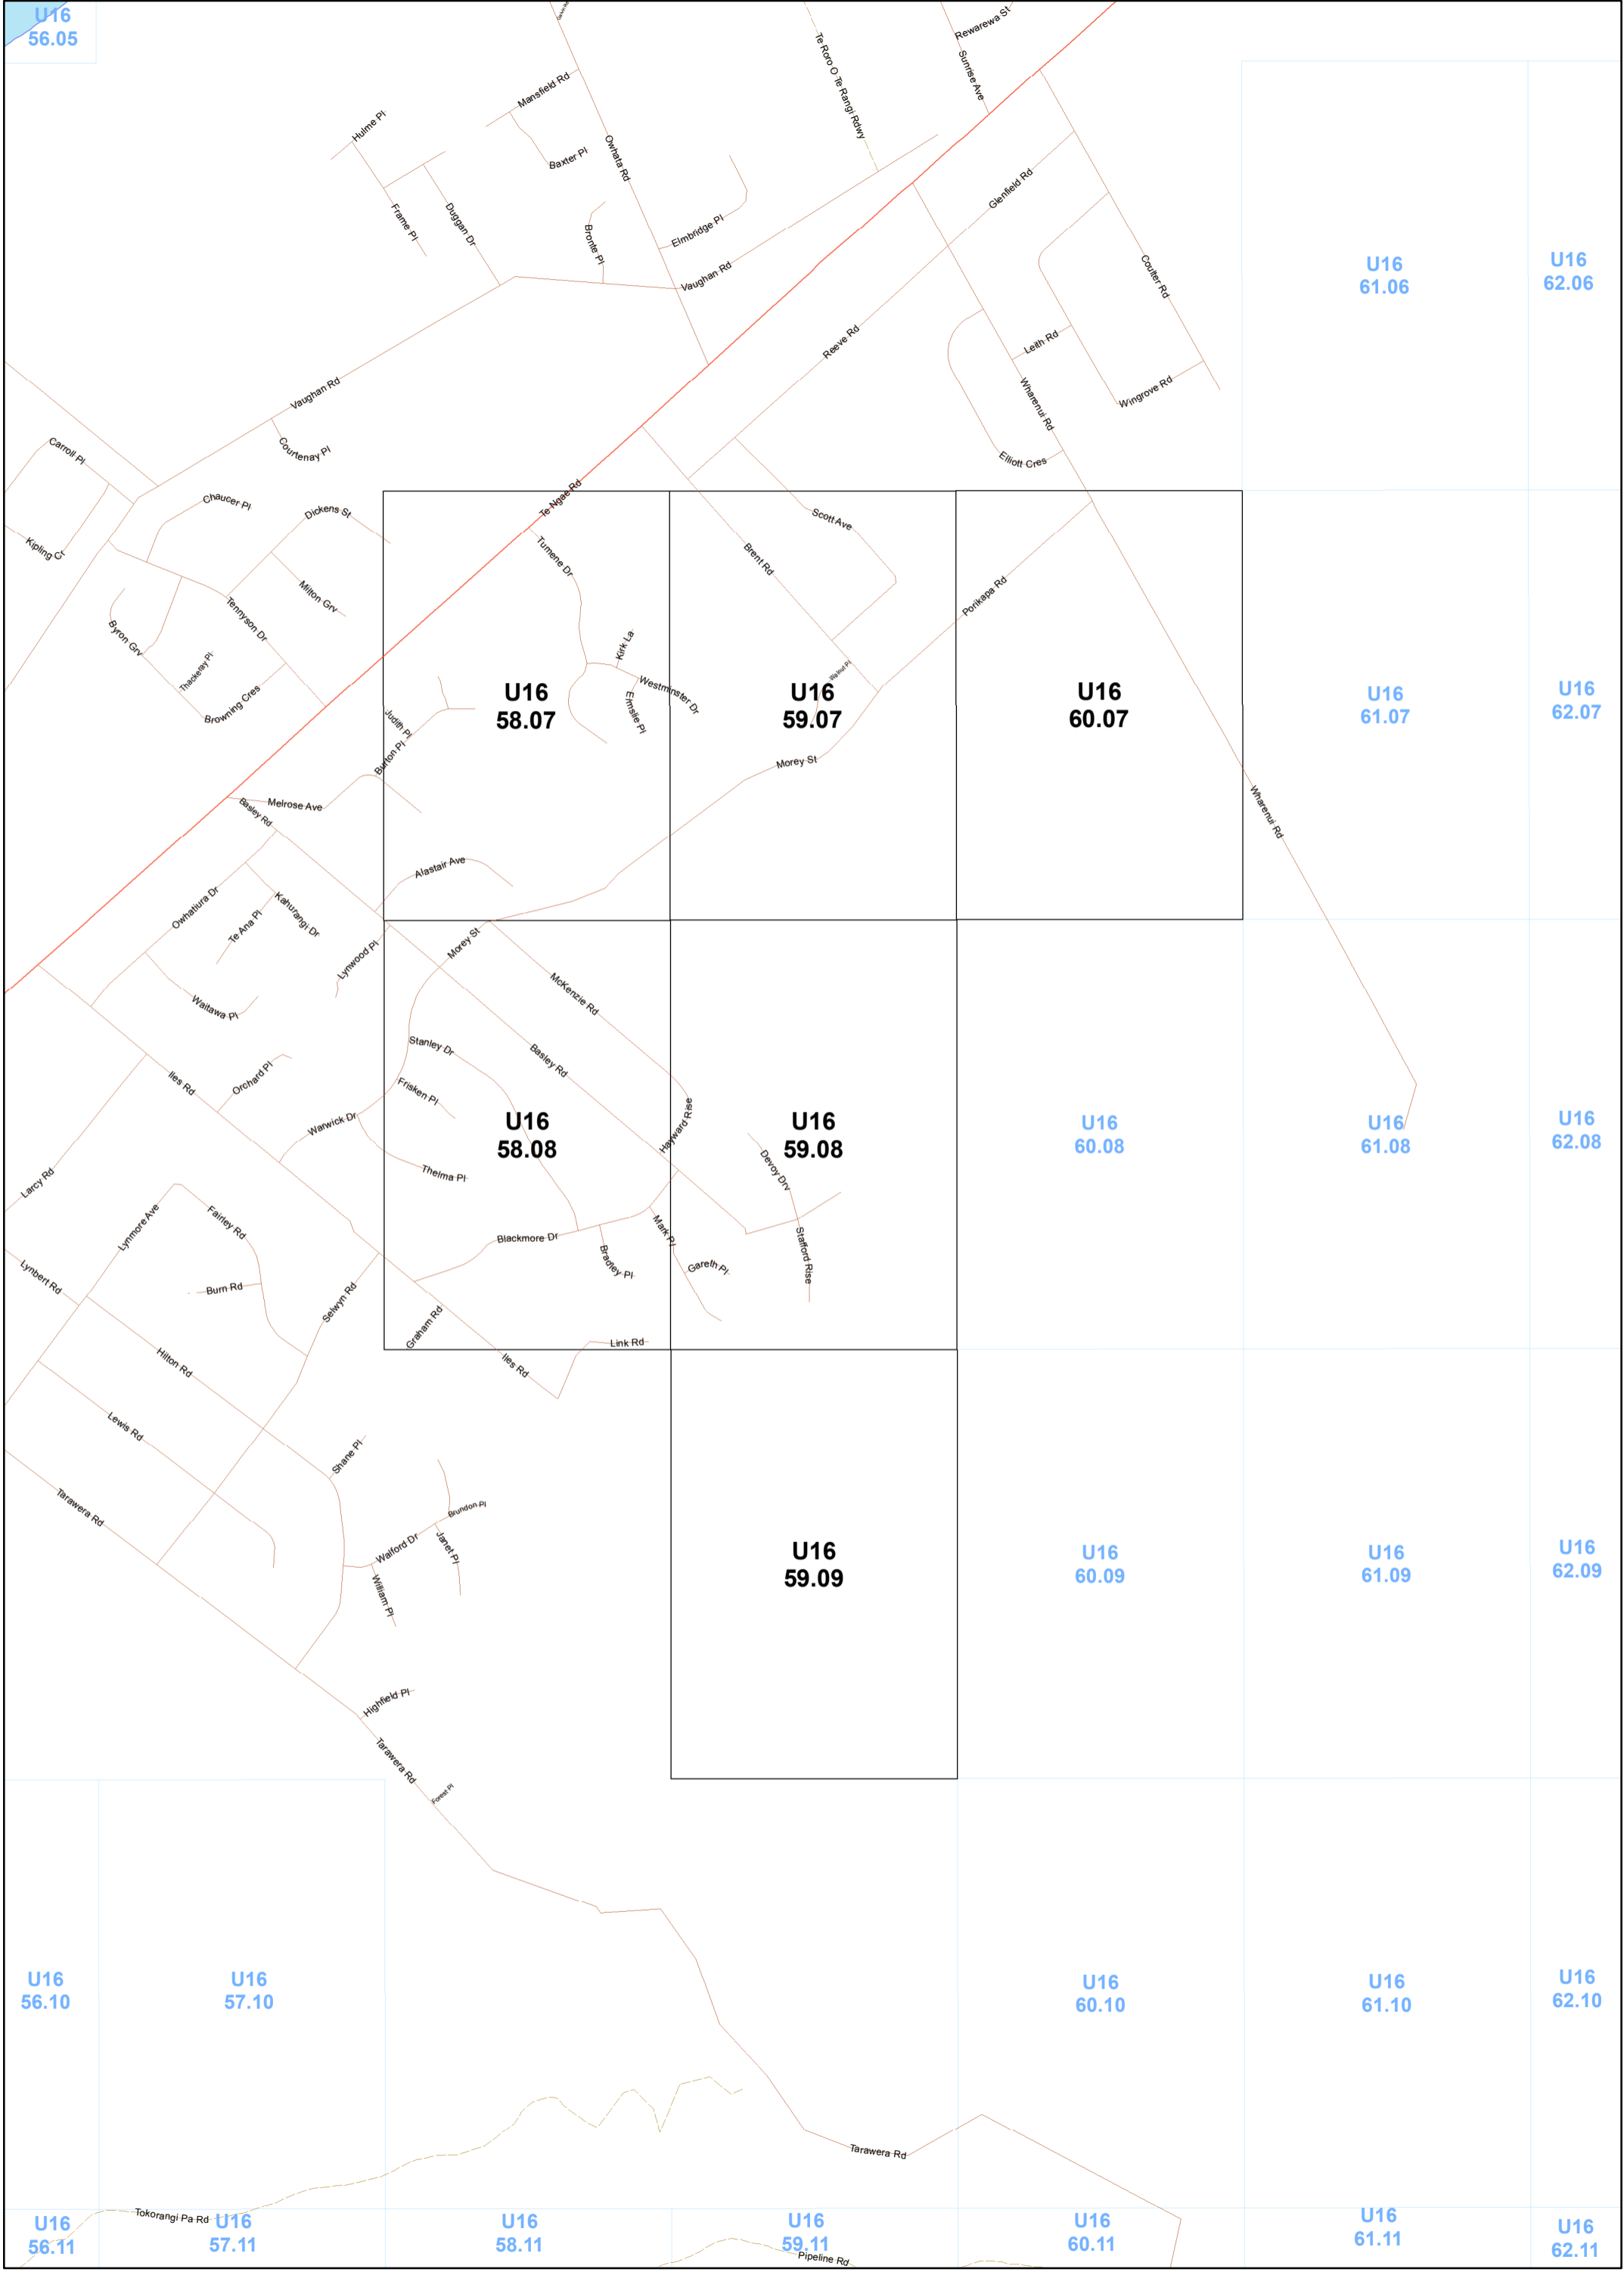 U16
56.05
Rewarewa St
Sunrise Ave
Te Roro O Te Rangi Rdwy
Mansfield Rd
Hulme Pl
Baxter Pl
Owhata Rd
Glenfield Rd
Frame Pl
Duggan Dr
Bronte Pl
Elmbridge Pl
Vaughan Rd
Coulter Rd
U16
61.06
U16
62.06
Reeve Rd
Leith Rd
Wharenui Rd
Wingrove Rd
Vaughan Rd
Courtenay Pl
Carroll Pl
Elliott Cres
Te Ngae Rd
Chaucer Pl
Dickens St
Scott Ave
Kipling Ct
Tumene Dr
Brent Rd
Porikapa Rd
Milton Grv
Tennyson Dr
Byron Grv
Thackeray Pl
Browning Cres
Kirk La
Westminster Dr
Elmslie Pl
Walnut Pl
U16
58.07
U16
59.07
U16
60.07
U16
61.07
U16
62.07
Judith Pl
Burton Pl
Morey St
Melrose Ave
Basley Rd
Wharenui Rd
Alastair Ave
Owhatiura Dr
Kahurangi Dr
Te Ana Pl
Lynwood Pl
Morey St
McKenzie Rd
Waitawa Pl
Stanley Dr
Basley Rd
Iles Rd
Orchard Pl
Frisken Pl
Warwick Dr
Hayward Rise
U16
58.08
U16
59.08
U16
60.08
U16
61.08
U16
62.08
Larcy Rd
Thelma Pl
Devoy Drv
Lynmore Ave
Fairley Rd
Blackmore Dr
Mark Pl
Stafford Rise
Bradley Pl
Gareth Pl
Lynbert Rd
Burn Rd
Selwyn Rd
Graham Rd
Link Rd
Iles Rd
Hilton Rd
Lewis Rd
Shane Pl
Tarawera Rd
Brundon Pl
Walford Dr
Janet Pl
William Pl
U16
59.09
U16
60.09
U16
61.09
U16
62.09
Highfield Pl
Tarawera Rd
Forest Pl
U16
56.10
U16
57.10
U16
60.10
U16
61.10
U16
62.10
Tarawera Rd
Tokorangi Pa Rd
U16
56.11
U16
57.11
U16
58.11
U16
59.11
U16
60.11
U16
61.11
U16
62.11
Pipeline Rd